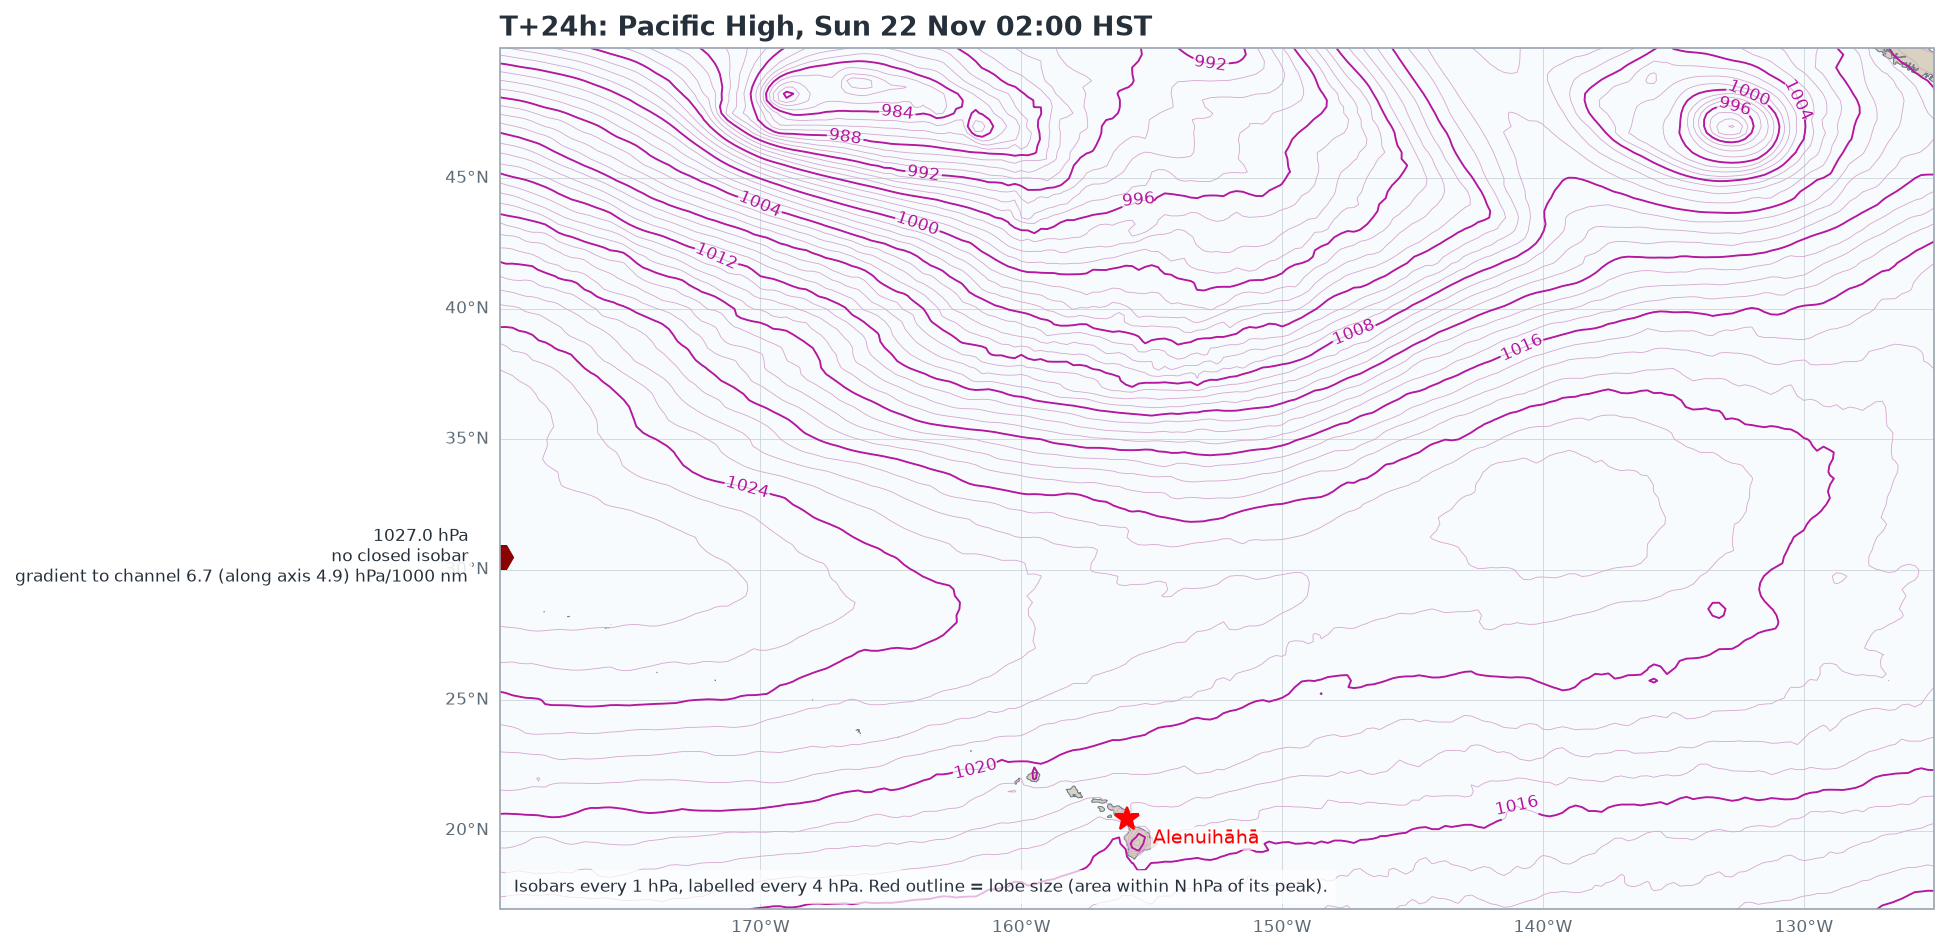 T+24h: Pacific High, Sun 22 Nov 02:00 HST
992
984
988
992
996
1000
1004
1012
1000
996
1004
1008
1016
1024
1020
1016
45°N
40°N
35°N
1027.0 hPa
no closed isobar
gradient to channel 6.7 (along axis 4.9) hPa/1000 nm
°N
25°N
20°N
Alenuihāhā
Isobars every 1 hPa, labelled every 4 hPa. Red outline = lobe size (area within N hPa of its peak).
170°W
160°W
150°W
140°W
130°W